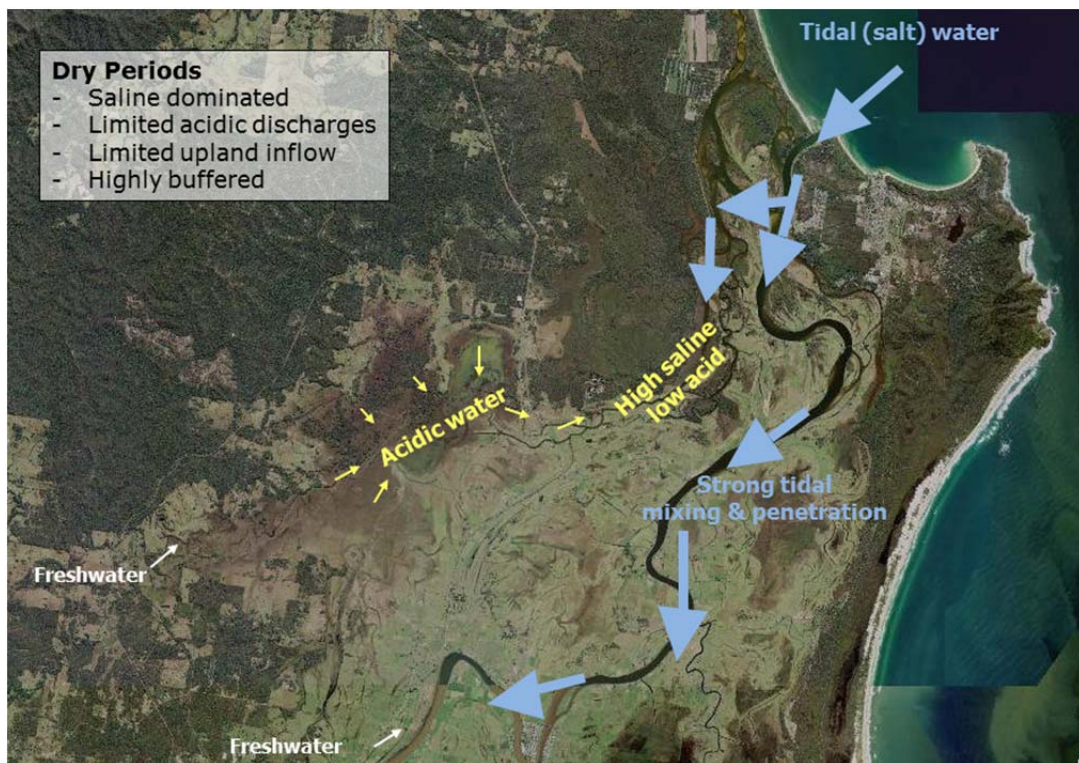 Tidal (salt) water
Dry Periods
- Saline dominated
- Limited acidic discharges
- Limited upland inflow
- Highly buffered
High saline
low acid
Acidic water
Strong tidal
mixing & penetration
Freshwater
Freshwater